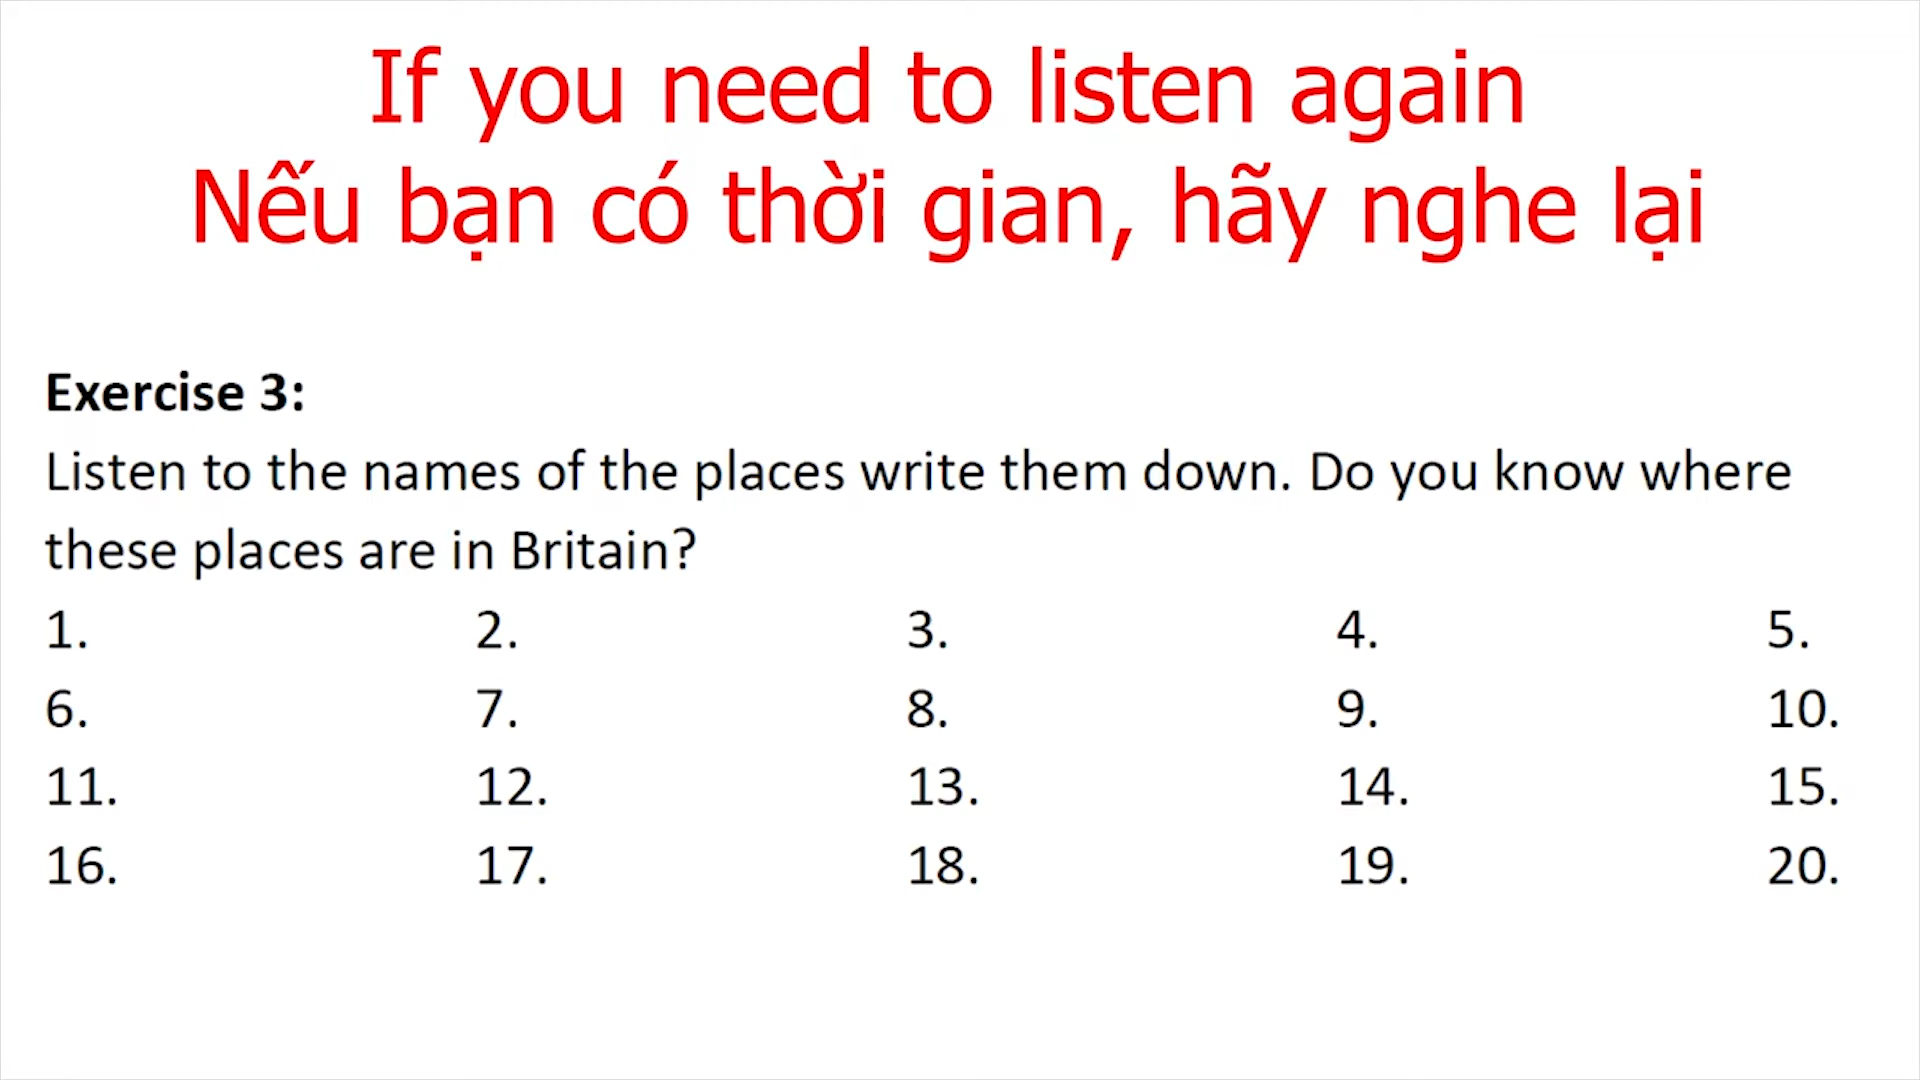 If you need to listen again
Nếu bạn có thời gian, hãy nghe lại
Exercise 3:
Listen to the names of the places write them down. Do you know where
these places are in Britain?
1. 2. 3. 4. 5.
6. 7. 8. 9. 10.
11. 12. 13. 14. 15.
16. 17. 18. 19. 20.